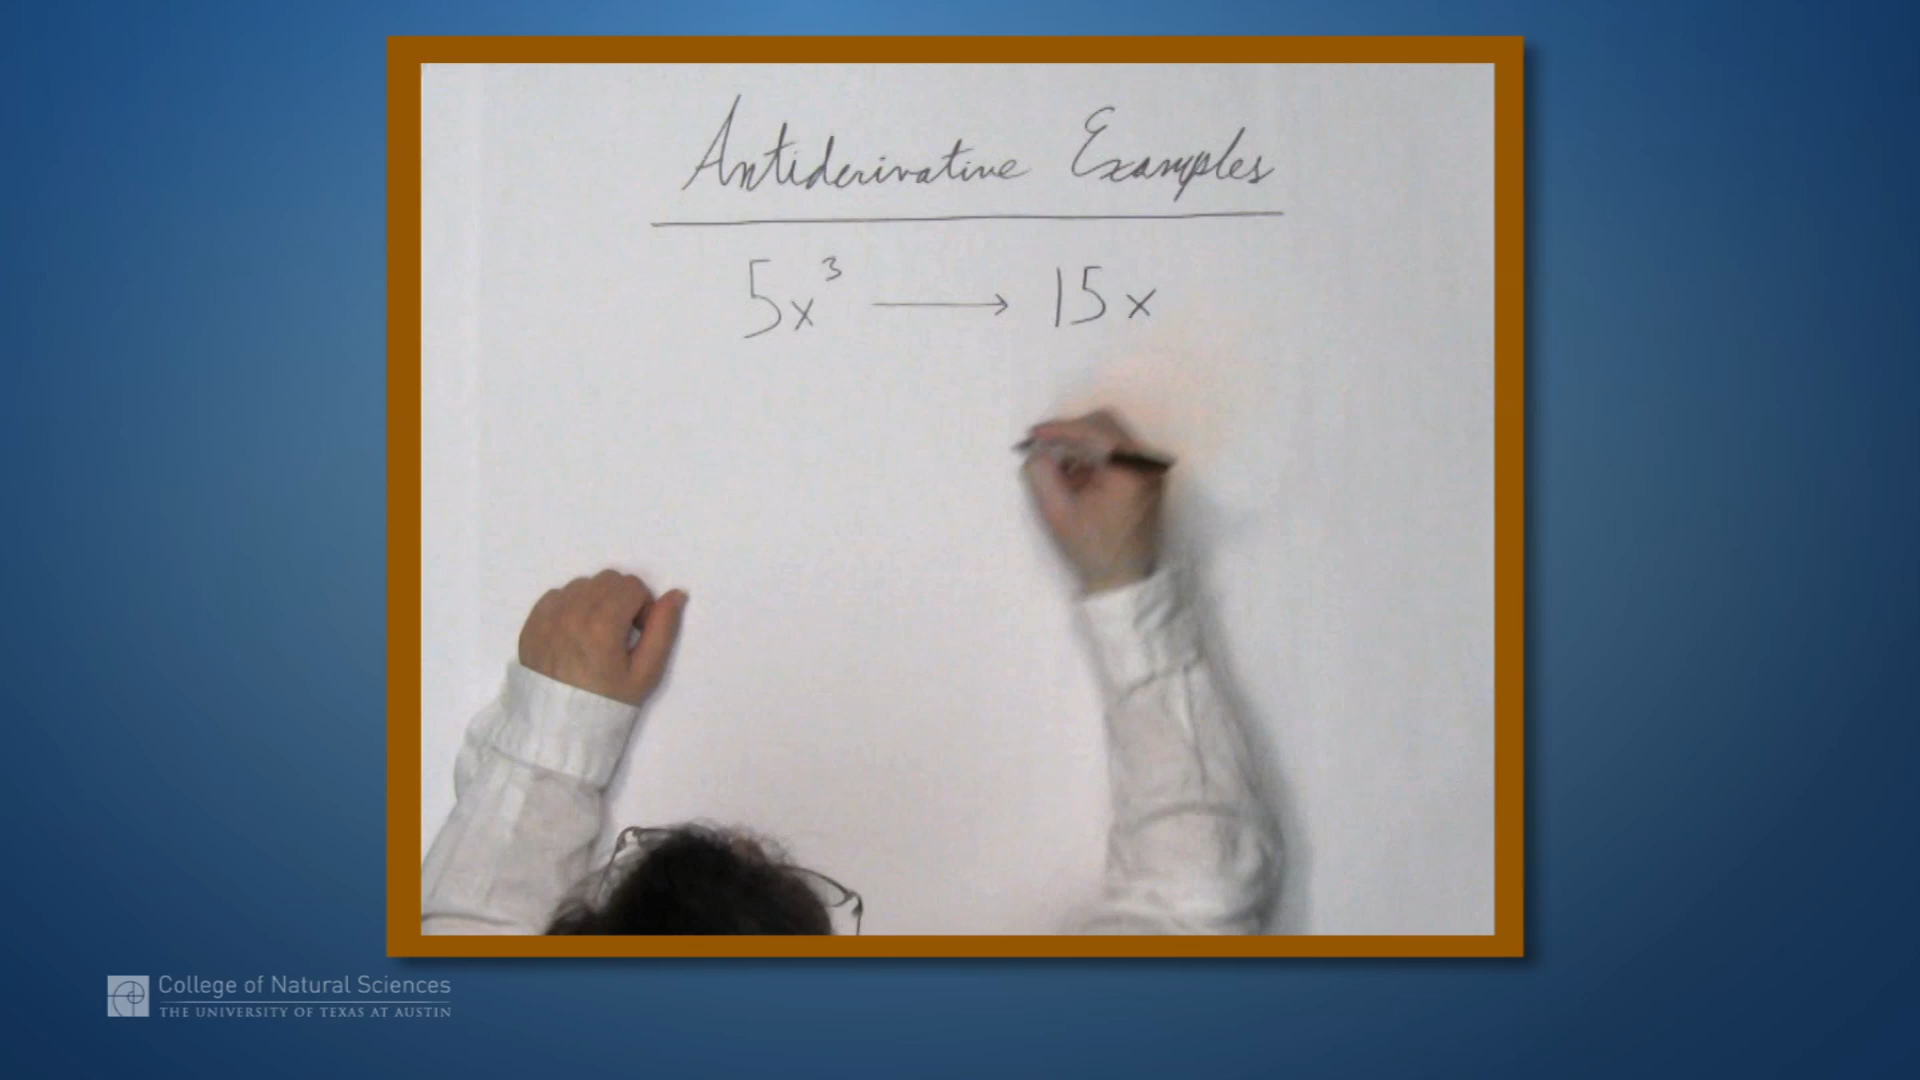 Antiderivative Examples
5x³ → 15x
College of Natural Sciences
THE UNIVERSITY OF TEXAS AT AUSTIN